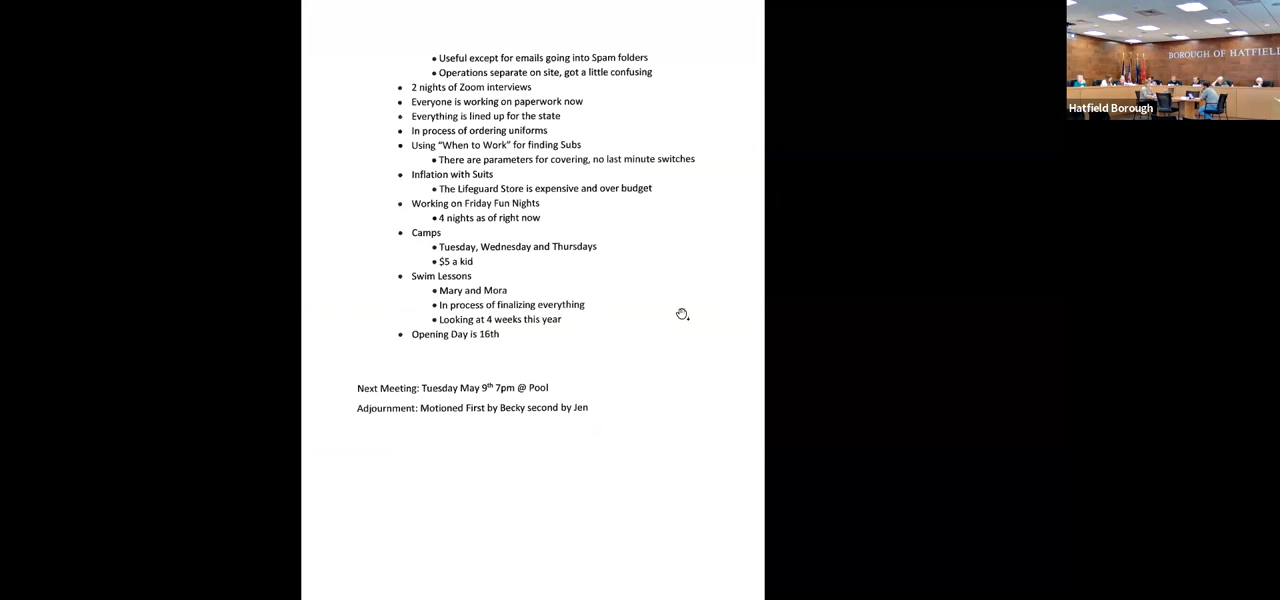 • Useful except for emails going into Spam folders
• Operations separate on site, got a little confusing
• 2 nights of Zoom interviews
• Everyone is working on paperwork now
• Everything is lined up for the state
• In process of ordering uniforms
• Using “When to Work” for finding Subs
• There are parameters for covering, no last minute switches
• Inflation with Suits
• The Lifeguard Store is expensive and over budget
• Working on Friday Fun Nights
• 4 nights as of right now
• Camps
• Tuesday, Wednesday and Thursdays
• $5 a kid
• Swim Lessons
• Mary and Mora
• In process of finalizing everything
• Looking at 4 weeks this year
• Opening Day is 16th
Next Meeting: Tuesday May 9th 7pm @ Pool
Adjournment: Motioned First by Becky second by Jen
BOROUGH OF HATFIEL
Hatfield Borough